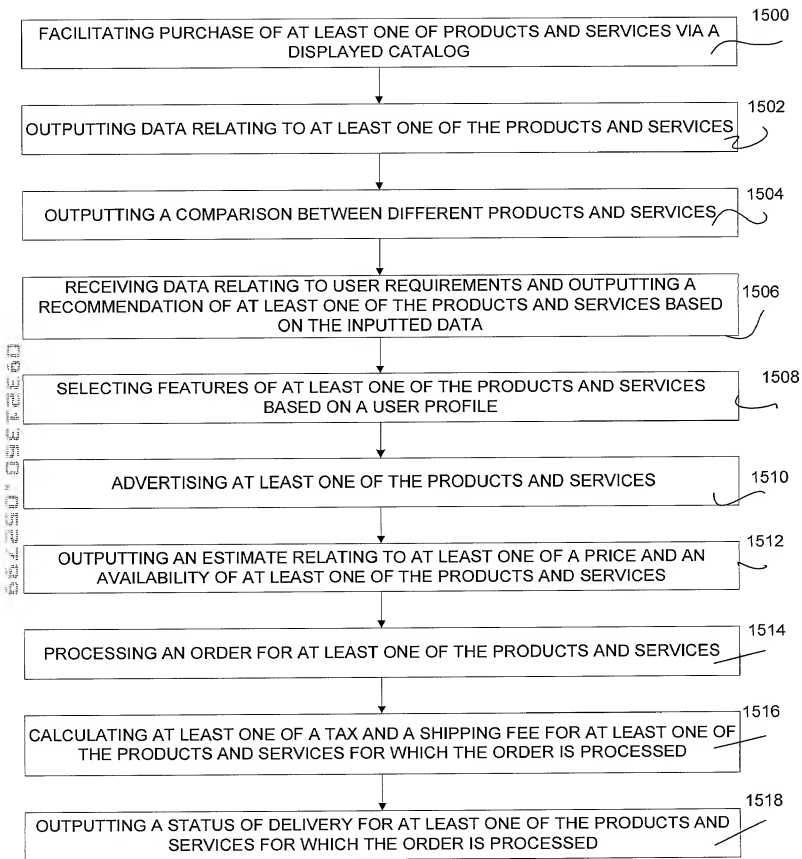 1500
FACILITATING PURCHASE OF AT LEAST ONE OF PRODUCTS AND SERVICES VIA A
DISPLAYED CATALOG
1502
OUTPUTTING DATA RELATING TO AT LEAST ONE OF THE PRODUCTS AND SERVICES
1504
OUTPUTTING A COMPARISON BETWEEN DIFFERENT PRODUCTS AND SERVICES
1506
RECEIVING DATA RELATING TO USER REQUIREMENTS AND OUTPUTTING A
RECOMMENDATION OF AT LEAST ONE OF THE PRODUCTS AND SERVICES BASED
ON THE INPUTTED DATA
1508
SELECTING FEATURES OF AT LEAST ONE OF THE PRODUCTS AND SERVICES
BASED ON A USER PROFILE
1510
ADVERTISING AT LEAST ONE OF THE PRODUCTS AND SERVICES
1512
OUTPUTTING AN ESTIMATE RELATING TO AT LEAST ONE OF A PRICE AND AN
AVAILABILITY OF AT LEAST ONE OF THE PRODUCTS AND SERVICES
1514
PROCESSING AN ORDER FOR AT LEAST ONE OF THE PRODUCTS AND SERVICES
1516
CALCULATING AT LEAST ONE OF A TAX AND A SHIPPING FEE FOR AT LEAST ONE OF
THE PRODUCTS AND SERVICES FOR WHICH THE ORDER IS PROCESSED
1518
OUTPUTTING A STATUS OF DELIVERY FOR AT LEAST ONE OF THE PRODUCTS AND
SERVICES FOR WHICH THE ORDER IS PROCESSED